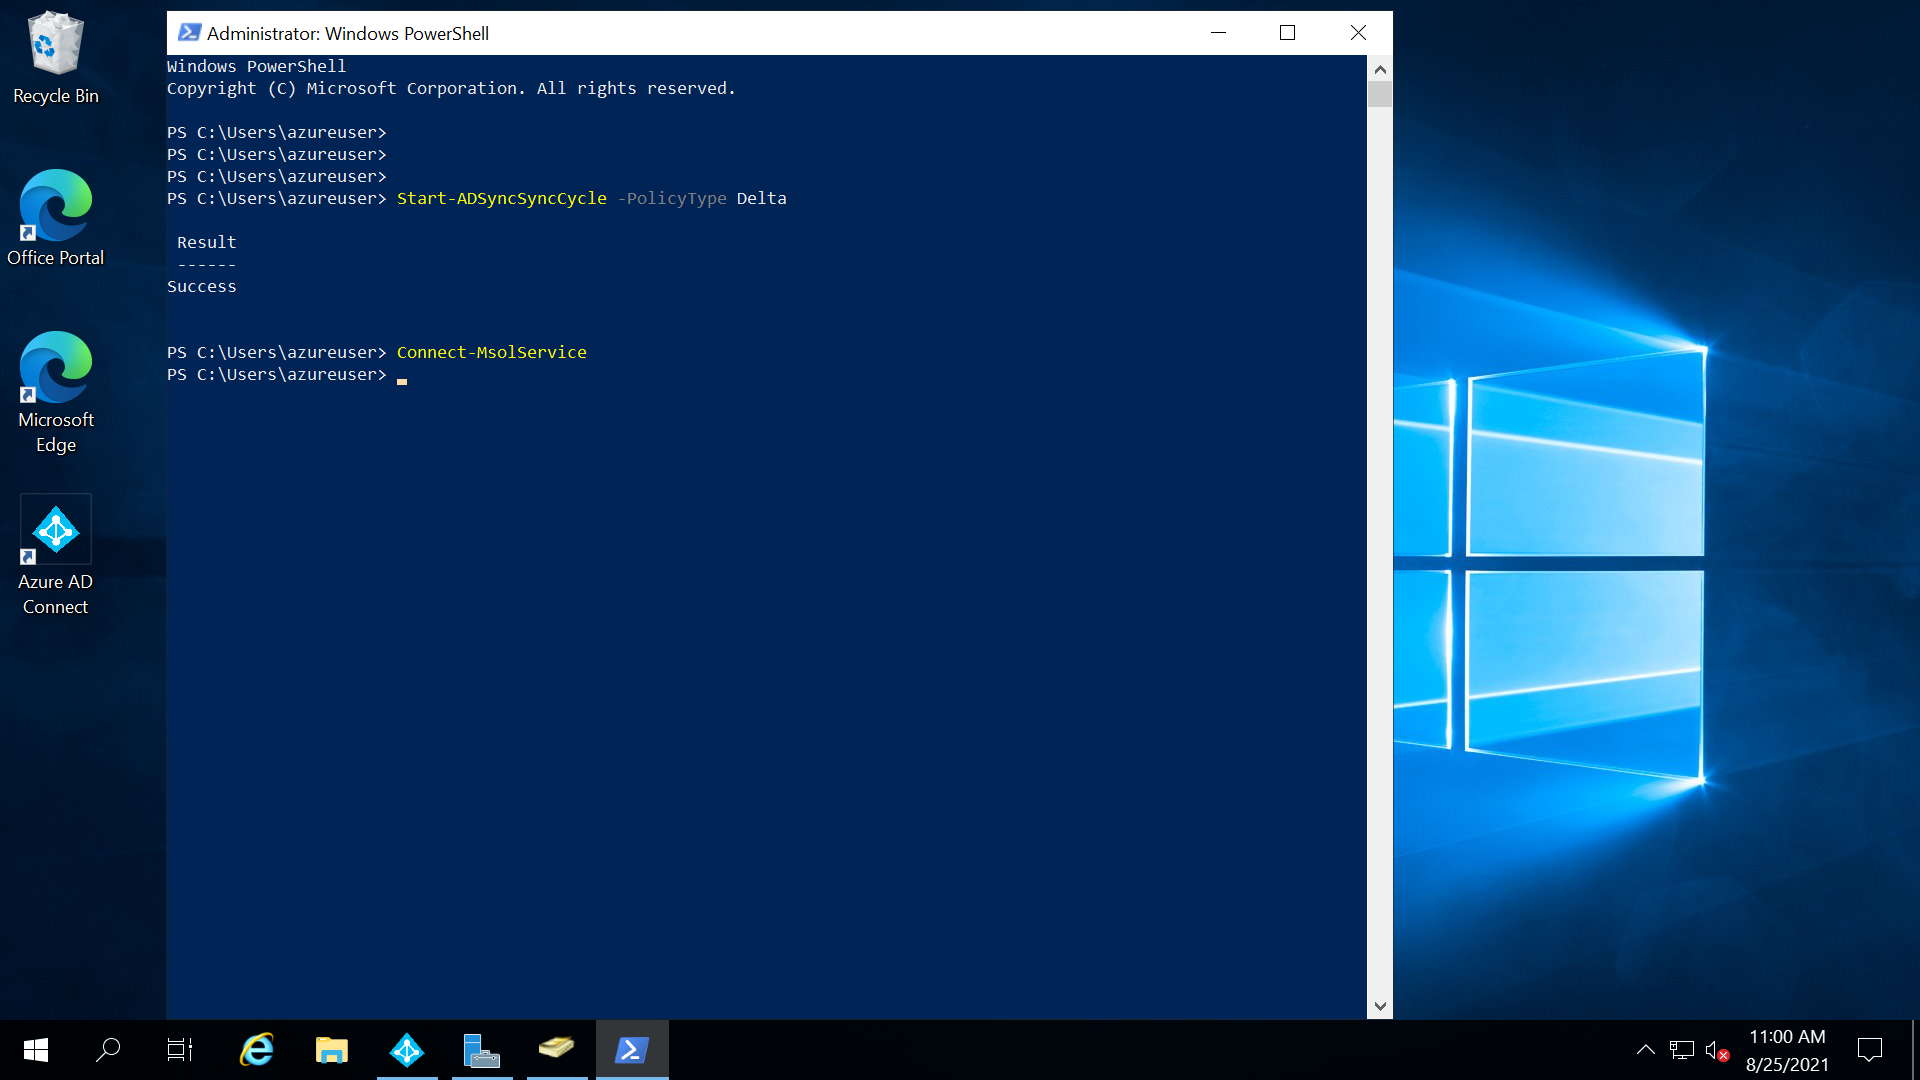 Recycle Bin
Office Portal
Microsoft
Edge
Azure AD
Connect
Administrator: Windows PowerShell
Windows PowerShell
Copyright (C) Microsoft Corporation. All rights reserved.
PS C:\Users\azureuser>
PS C:\Users\azureuser>
PS C:\Users\azureuser>
PS C:\Users\azureuser> Start-ADSyncSyncCycle -PolicyType Delta
Result
------
Success
PS C:\Users\azureuser> Connect-MsolService
PS C:\Users\azureuser>
11:00 AM
8/25/2021